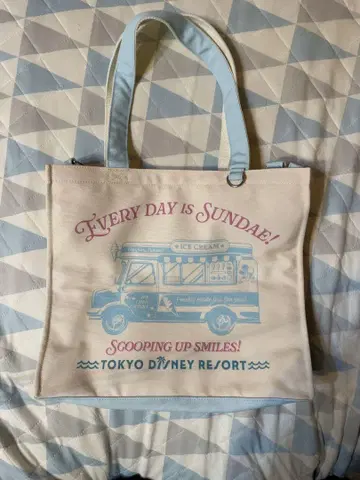 EVERY DAY IS SUNDAE!
ICE CREAM
SCOOPING UP SMILES!
TOKYO DISNEY RESORT